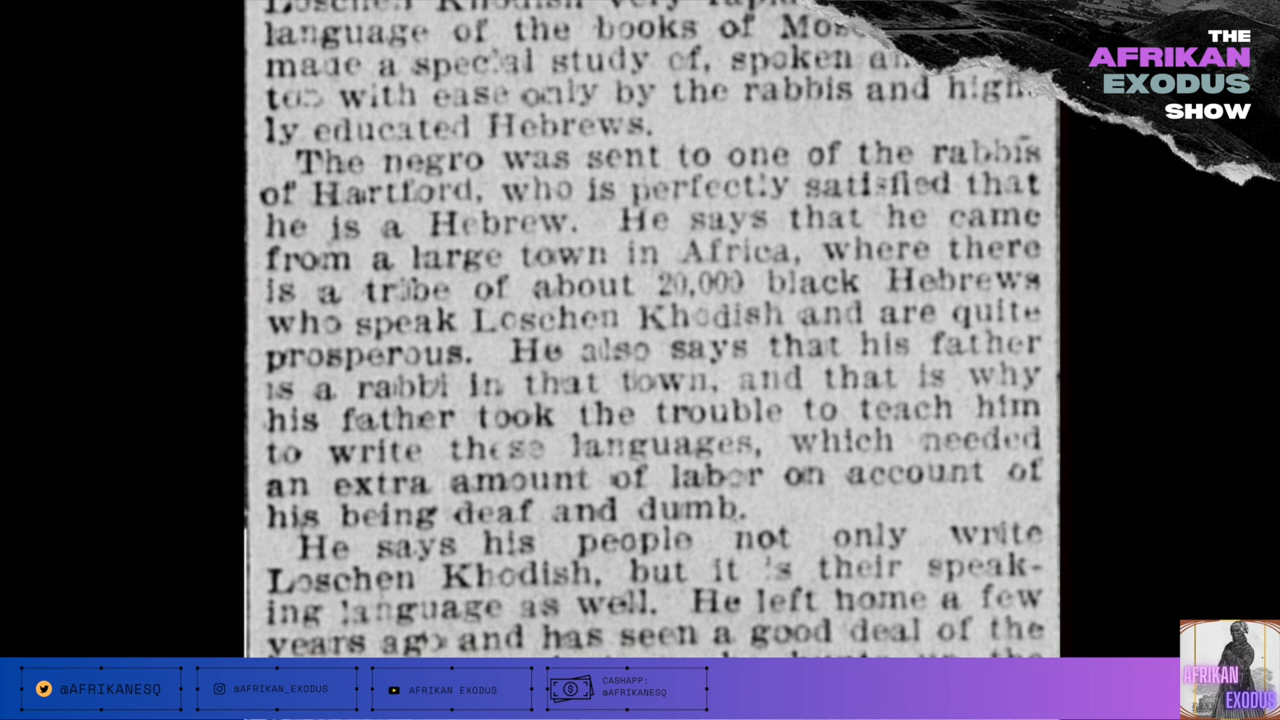 Loschen Khodish very rapid
language of the books of Mos
made a special study of, spoken an
too with ease only by the rabbis and high-
ly educated Hebrews.
The negro was sent to one of the rabbis
of Hartford, who is perfectly satisfied that
he is a Hebrew. He says that he came
from a large town in Africa, where there
is a tribe of about 20,000 black Hebrews
who speak Loschen Khodish and are quite
prosperous. He also says that his father
is a rabbi in that town, and that is why
his father took the trouble to teach him
to write these languages, which needed
an extra amount of labor on account of
his being deaf and dumb.
He says his people not only write
Loschen Khodish, but it is their speak-
ing language as well. He left home a few
years ago and has seen a good deal of the
THE
AFRIKAN
EXODUS
SHOW
@AFRIKANESQ
@AFRIKAN_EXODUS
AFRIKAN EXODUS
CASHAPP:
@AFRIKANESQ
AFRIKAN
EXODUS